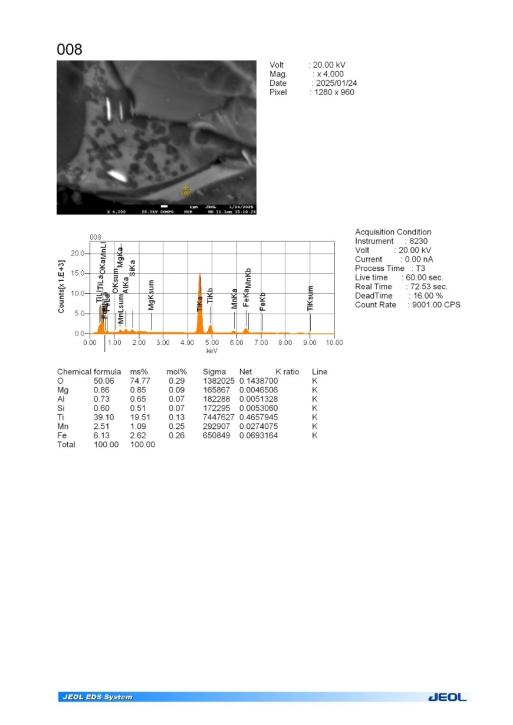 008
Volt : 20.00 kV
Mag. : x 4,000
Date : 2025/01/24
Pixel : 1280 x 960
Acquisition Condition
Instrument : 8230
Volt : 20.00 kV
Current : 0.00 nA
Process Time : T3
Live time : 60.00 sec.
Real Time : 72.53 sec.
DeadTime : 16.00 %
Count Rate : 9001.00 CPS
008
Counts[x1.E+3]
20.0
15.0
10.0
5.0
0.0
OKa
MnLl
TiLa
OKsum
MnLsum
MgKa
AlKa
SiKa
MgKsum
TiKa
TiKb
MnKa
FeKa
MnKb
FeKb
TiKsum
0.00 1.00 2.00 3.00 4.00 5.00 6.00 7.00 8.00 9.00 10.00
keV
Chemical formula ms% mol% Sigma Net K ratio Line
O 50.06 74.77 0.29 1382025 0.1438700 K
Mg 0.86 0.85 0.09 165867 0.0046506 K
Al 0.73 0.65 0.07 182288 0.0051328 K
Si 0.60 0.51 0.07 172295 0.0053060 K
Ti 39.10 19.51 0.13 7447627 0.4657945 K
Mn 2.51 1.09 0.25 292907 0.0274075 K
Fe 6.13 2.62 0.26 650849 0.0693164 K
Total 100.00 100.00
JEOL EDS System
JEOL